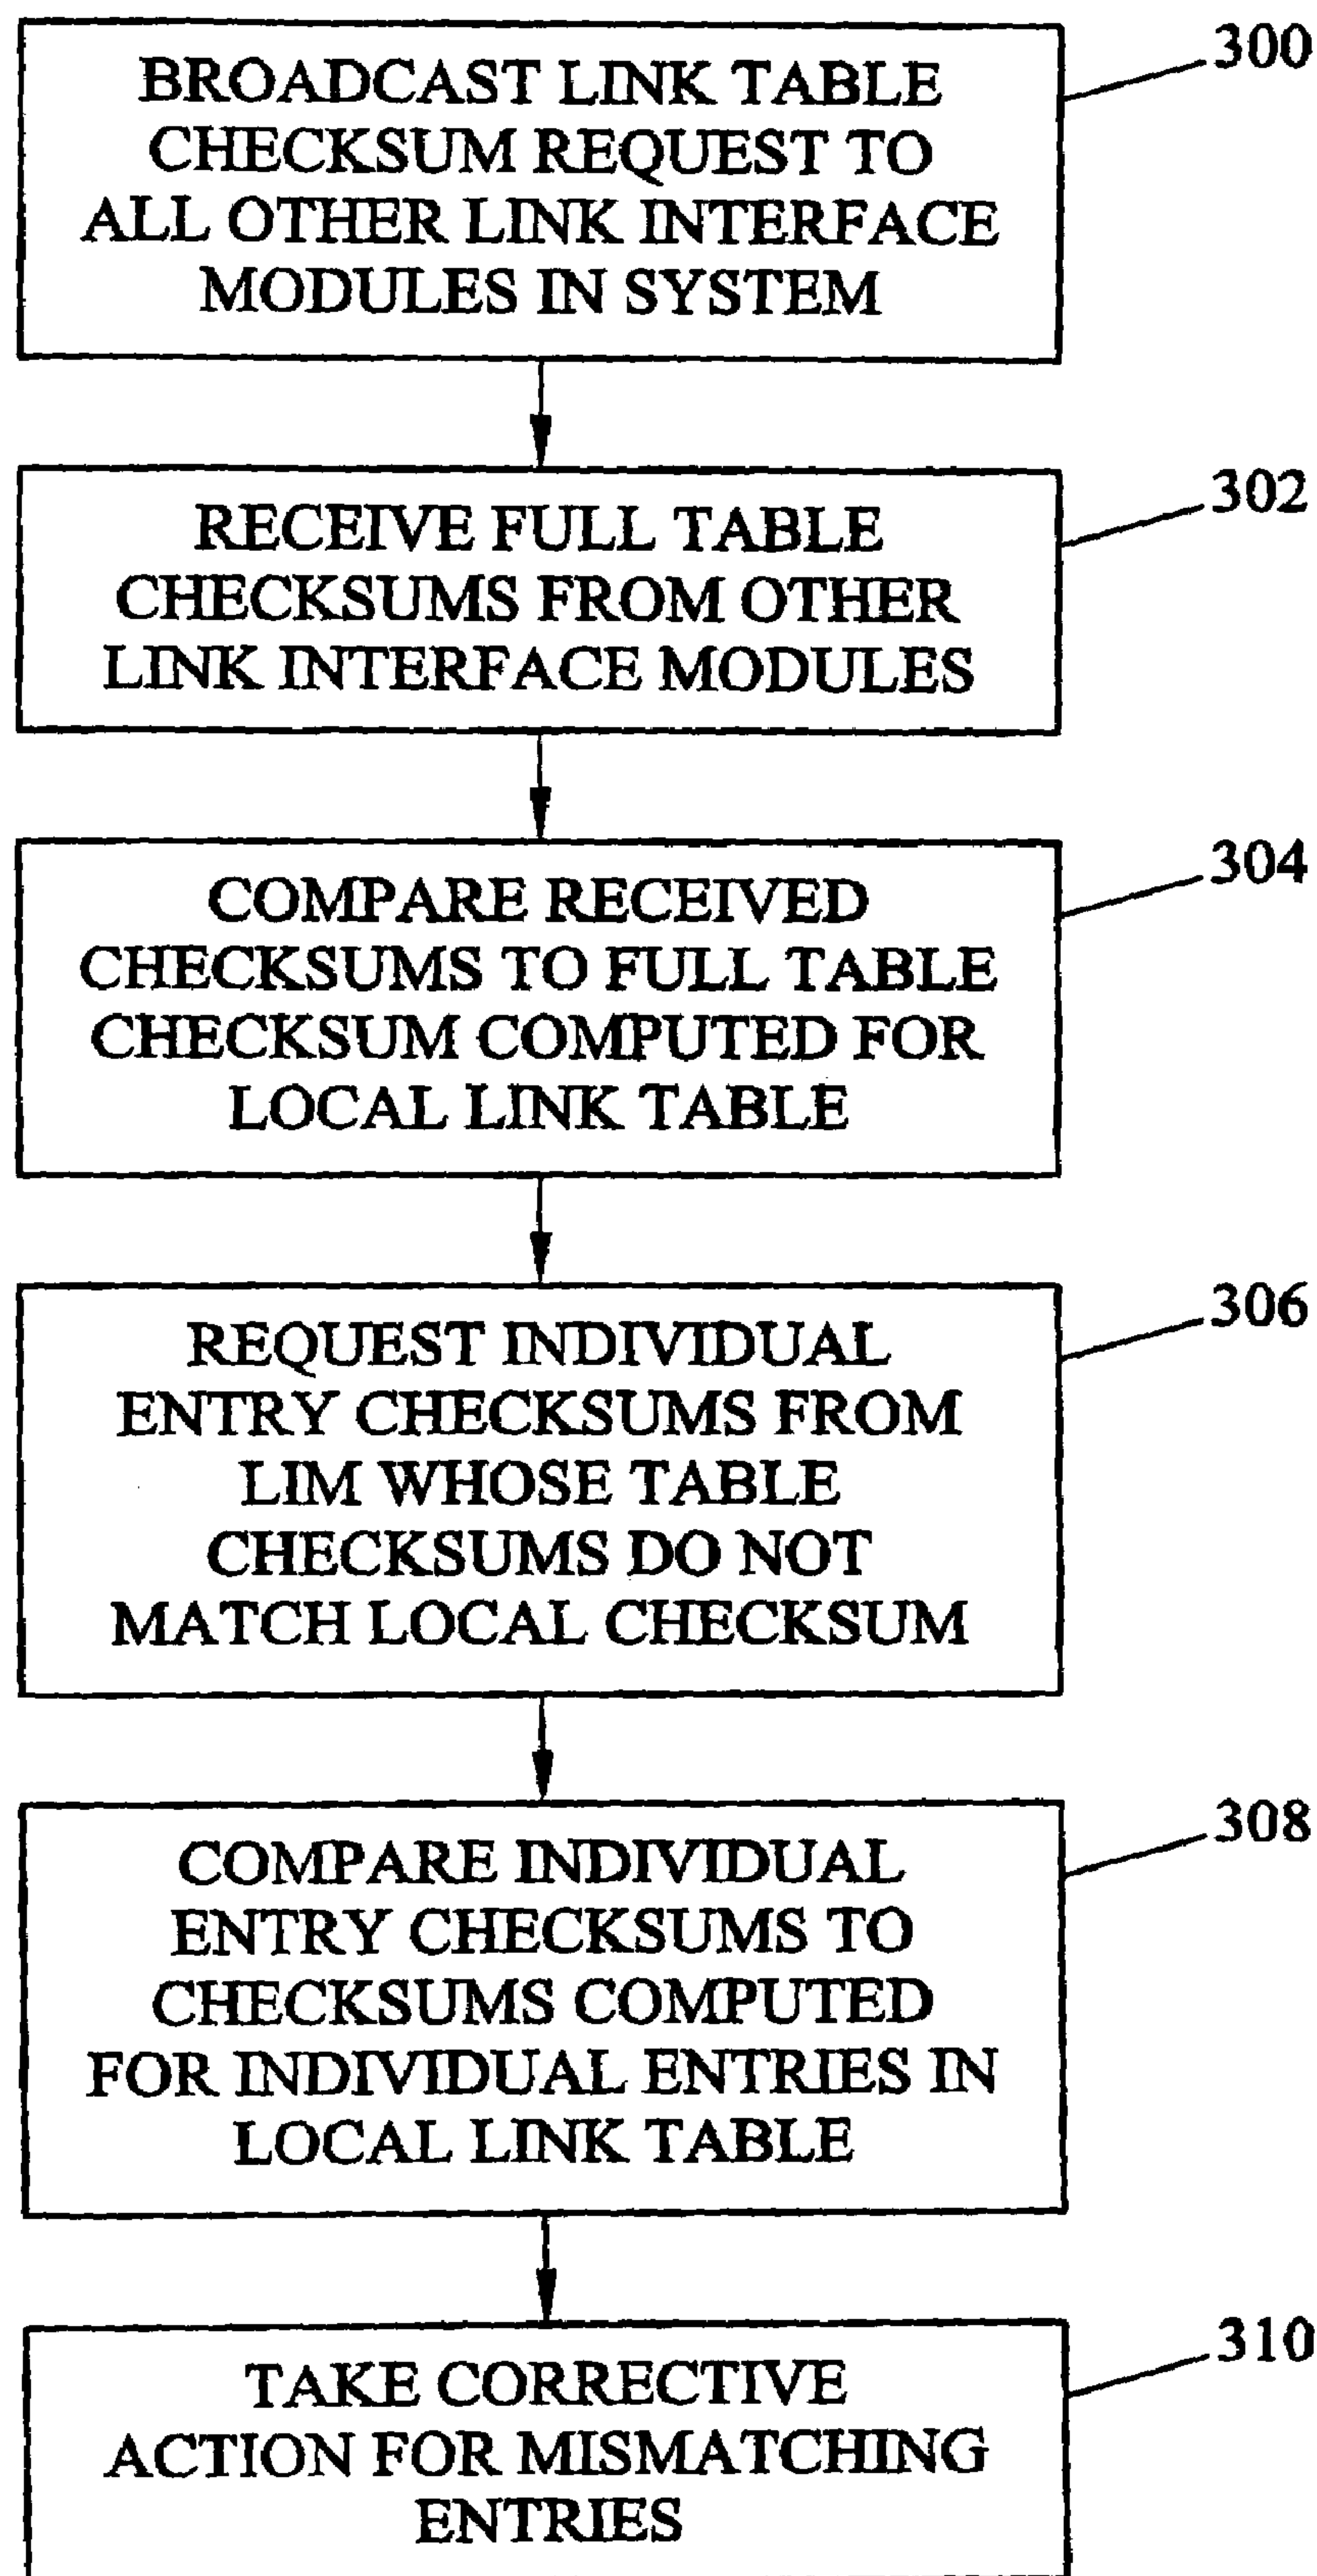 300
BROADCAST LINK TABLE
CHECKSUM REQUEST TO
ALL OTHER LINK INTERFACE
MODULES IN SYSTEM
302
RECEIVE FULL TABLE
CHECKSUMS FROM OTHER
LINK INTERFACE MODULES
304
COMPARE RECEIVED
CHECKSUMS TO FULL TABLE
CHECKSUM COMPUTED FOR
LOCAL LINK TABLE
306
REQUEST INDIVIDUAL
ENTRY CHECKSUMS FROM
LIM WHOSE TABLE
CHECKSUMS DO NOT
MATCH LOCAL CHECKSUM
308
COMPARE INDIVIDUAL
ENTRY CHECKSUMS TO
CHECKSUMS COMPUTED
FOR INDIVIDUAL ENTRIES IN
LOCAL LINK TABLE
310
TAKE CORRECTIVE
ACTION FOR MISMATCHING
ENTRIES